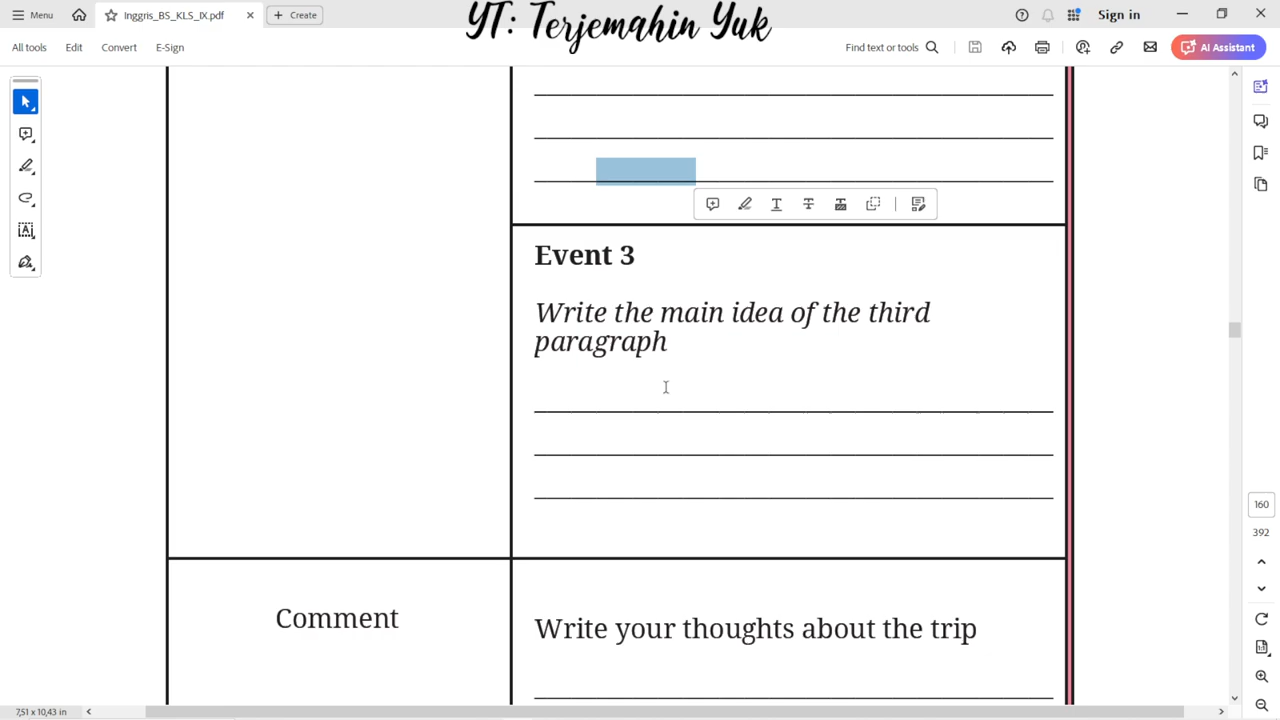 Menu
Inggris_BS_KLS_IX.pdf
Create
YT: Terjemahin Yuk
Sign in
All tools
Edit
Convert
E-Sign
Find text or tools
AI Assistant
Event 3
Write the main idea of the third
paragraph
Comment
Write your thoughts about the trip
160
392
7,51 x 10,43 in